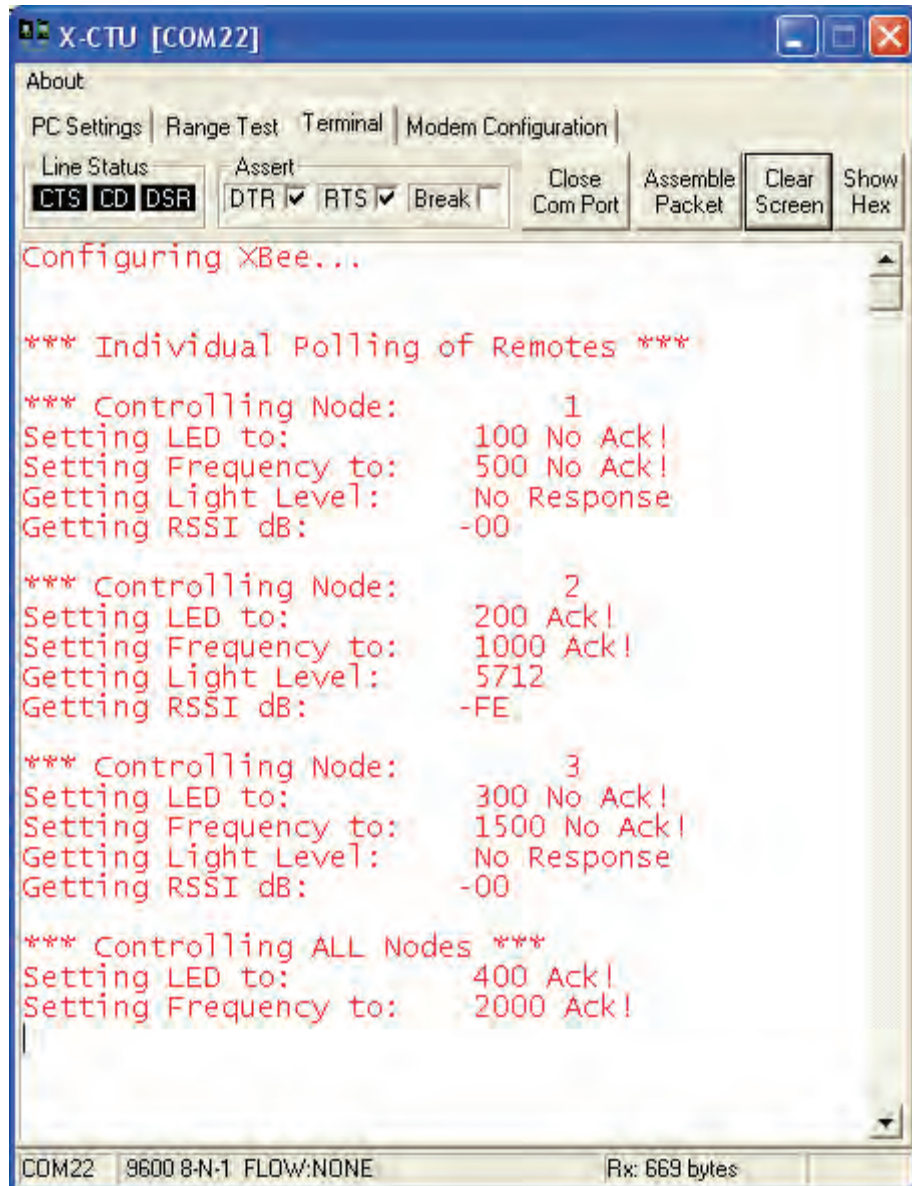 X-CTU [COM22]
About
PC Settings Range Test Terminal Modem Configuration
Line Status
CTS CD DSR
Assert
DTR RTS Break
Close Com Port
Assemble Packet
Clear Screen
Show Hex
Configuring XBee...
*** Individual Polling of Remotes ***
*** Controlling Node: 1
Setting LED to: 100 No Ack!
Setting Frequency to: 500 No Ack!
Getting Light Level: No Response
Getting RSSI dB: -00
*** Controlling Node: 2
Setting LED to: 200 Ack!
Setting Frequency to: 1000 Ack!
Getting Light Level: 5712
Getting RSSI dB: -FE
*** Controlling Node: 3
Setting LED to: 300 No Ack!
Setting Frequency to: 1500 No Ack!
Getting Light Level: No Response
Getting RSSI dB: -00
*** Controlling ALL Nodes ***
Setting LED to: 400 Ack!
Setting Frequency to: 2000 Ack!
COM22 9600 8-N-1 FLOW:NONE Rx: 669 bytes